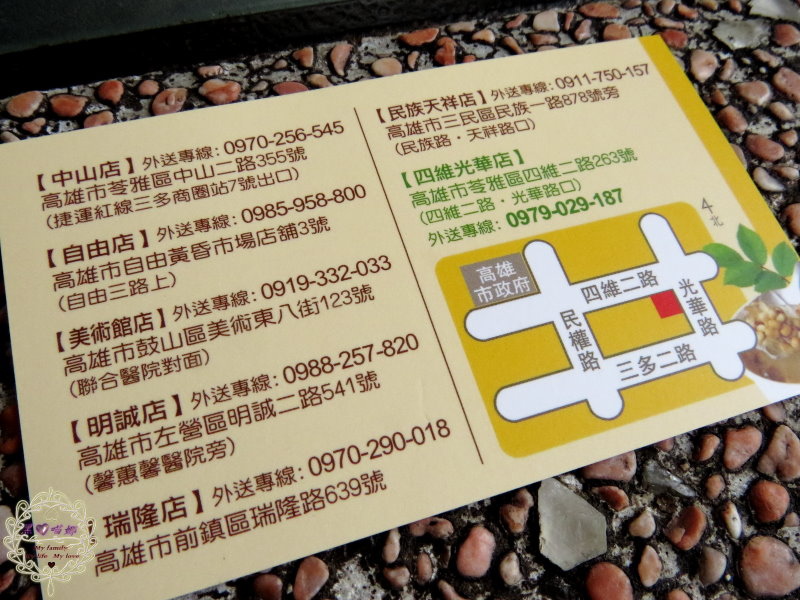 【中山店】外送專線: 0970-256-545
高雄市苓雅區中山二路355號
(捷運紅線三多商圈站7號出口)
【自由店】外送專線: 0985-958-800
高雄市自由黃昏市場店舖3號
(自由三路上)
【美術館店】外送專線: 0919-332-033
高雄市鼓山區美術東八街123號
(聯合醫院對面)
【明誠店】外送專線: 0988-257-820
高雄市左營區明誠二路541號
(馨蕙馨醫院旁)
瑞隆店】外送專線: 0970-290-018
高雄市前鎮區瑞隆路639號
【民族天祥店】外送專線: 0911-750-157
高雄市三民區民族一路878號旁
(民族路·天祥路口)
【四維光華店】
高雄市苓雅區四維二路263號
(四維二路·光華路口)
外送專線: 0979-029-187
北
高雄
市政府
四維二路
光華路
民權路
三多二路
My family
My life My love